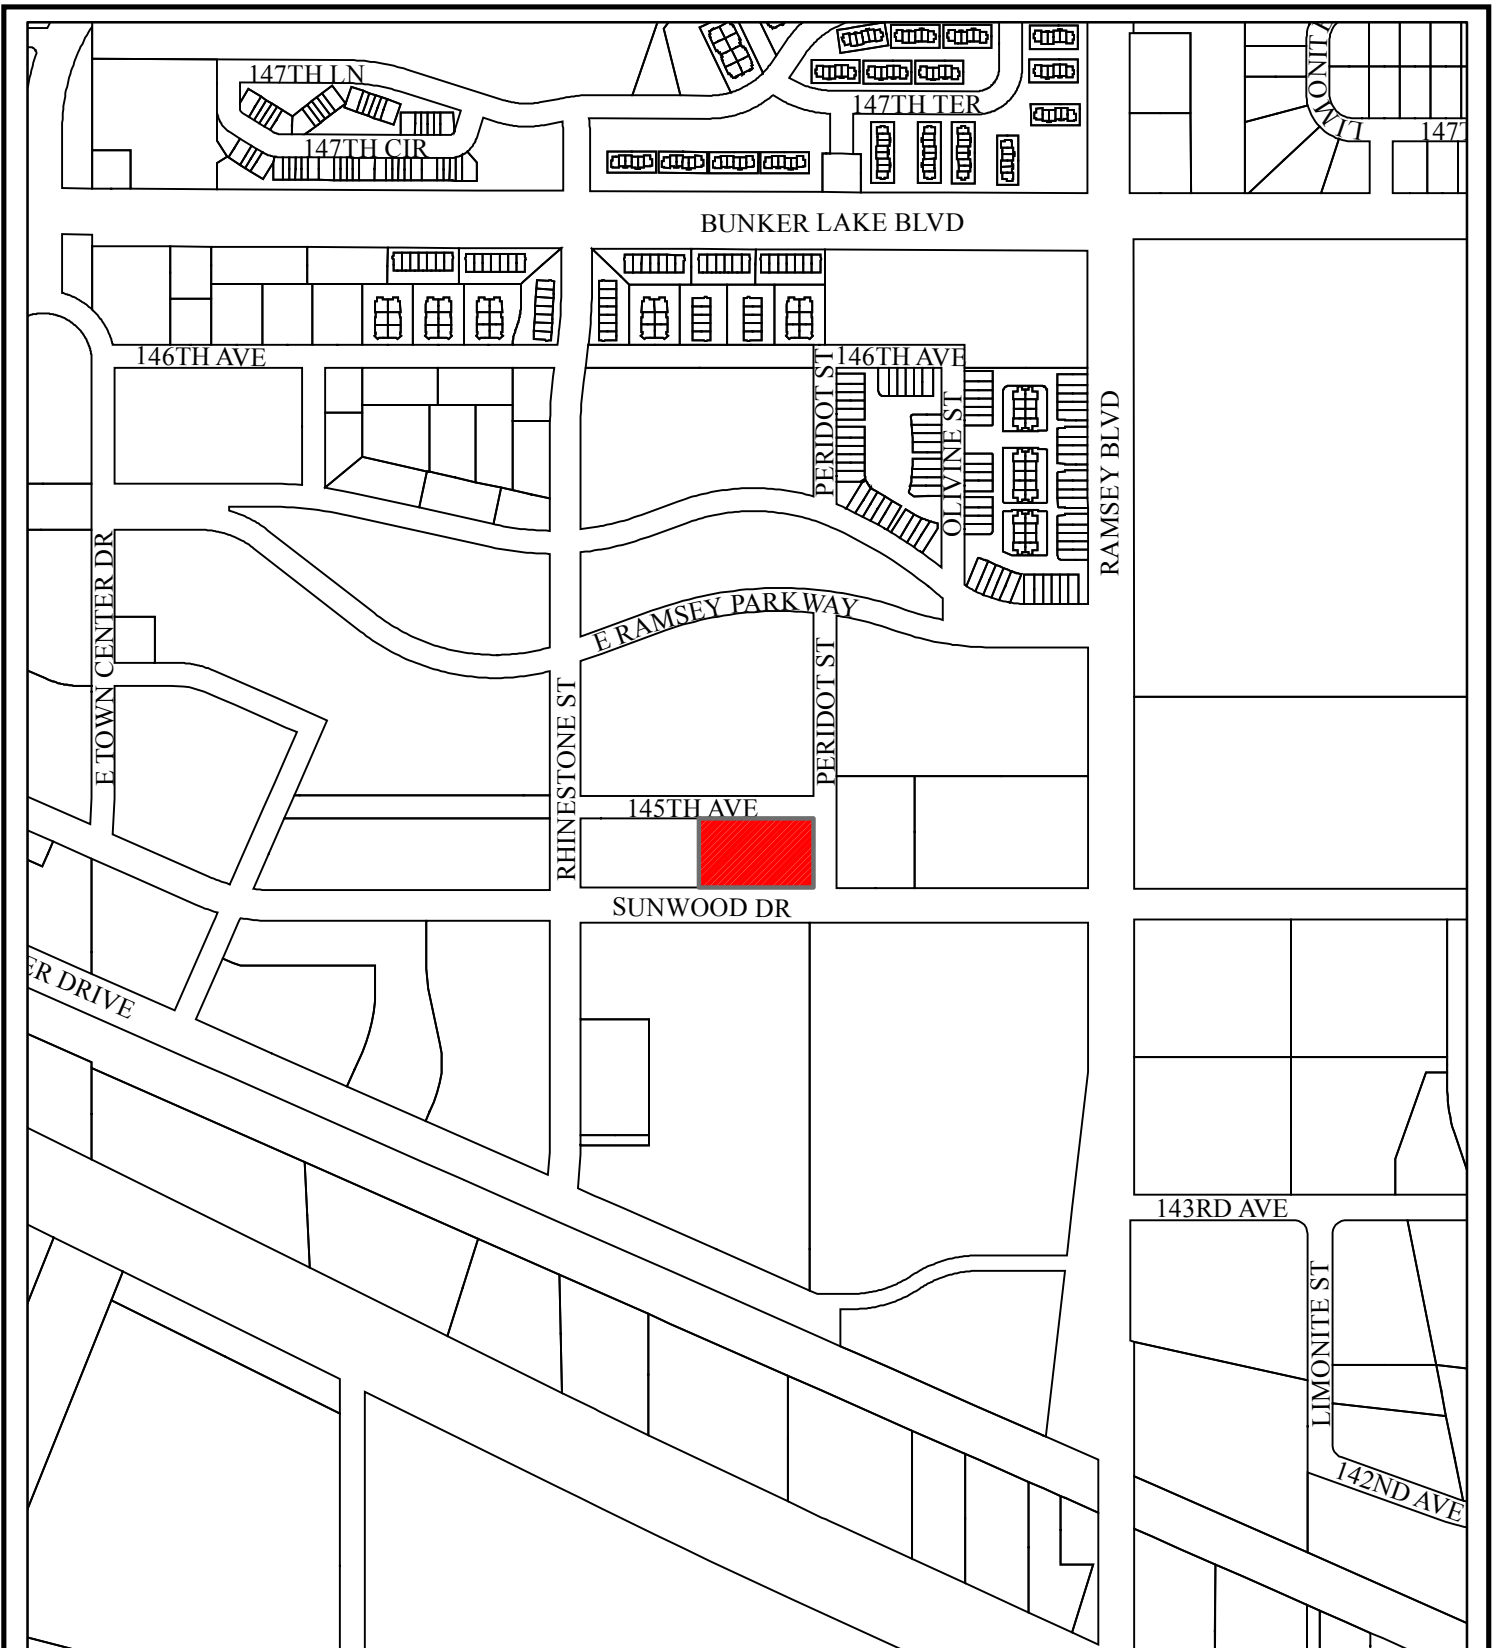 147TH LN
147TH TER
147TH CIR
LIMONIT
BUNKER LAKE BLVD
146TH AVE
146TH AVE
PERIDOT ST
OLIVINE ST
RAMSEY BLVD
E TOWN CENTER DR
E RAMSEY PARKWAY
PERIDOT ST
RHINESTONE ST
145TH AVE
SUNWOOD DR
ER DRIVE
143RD AVE
LIMONITE ST
142ND AVE